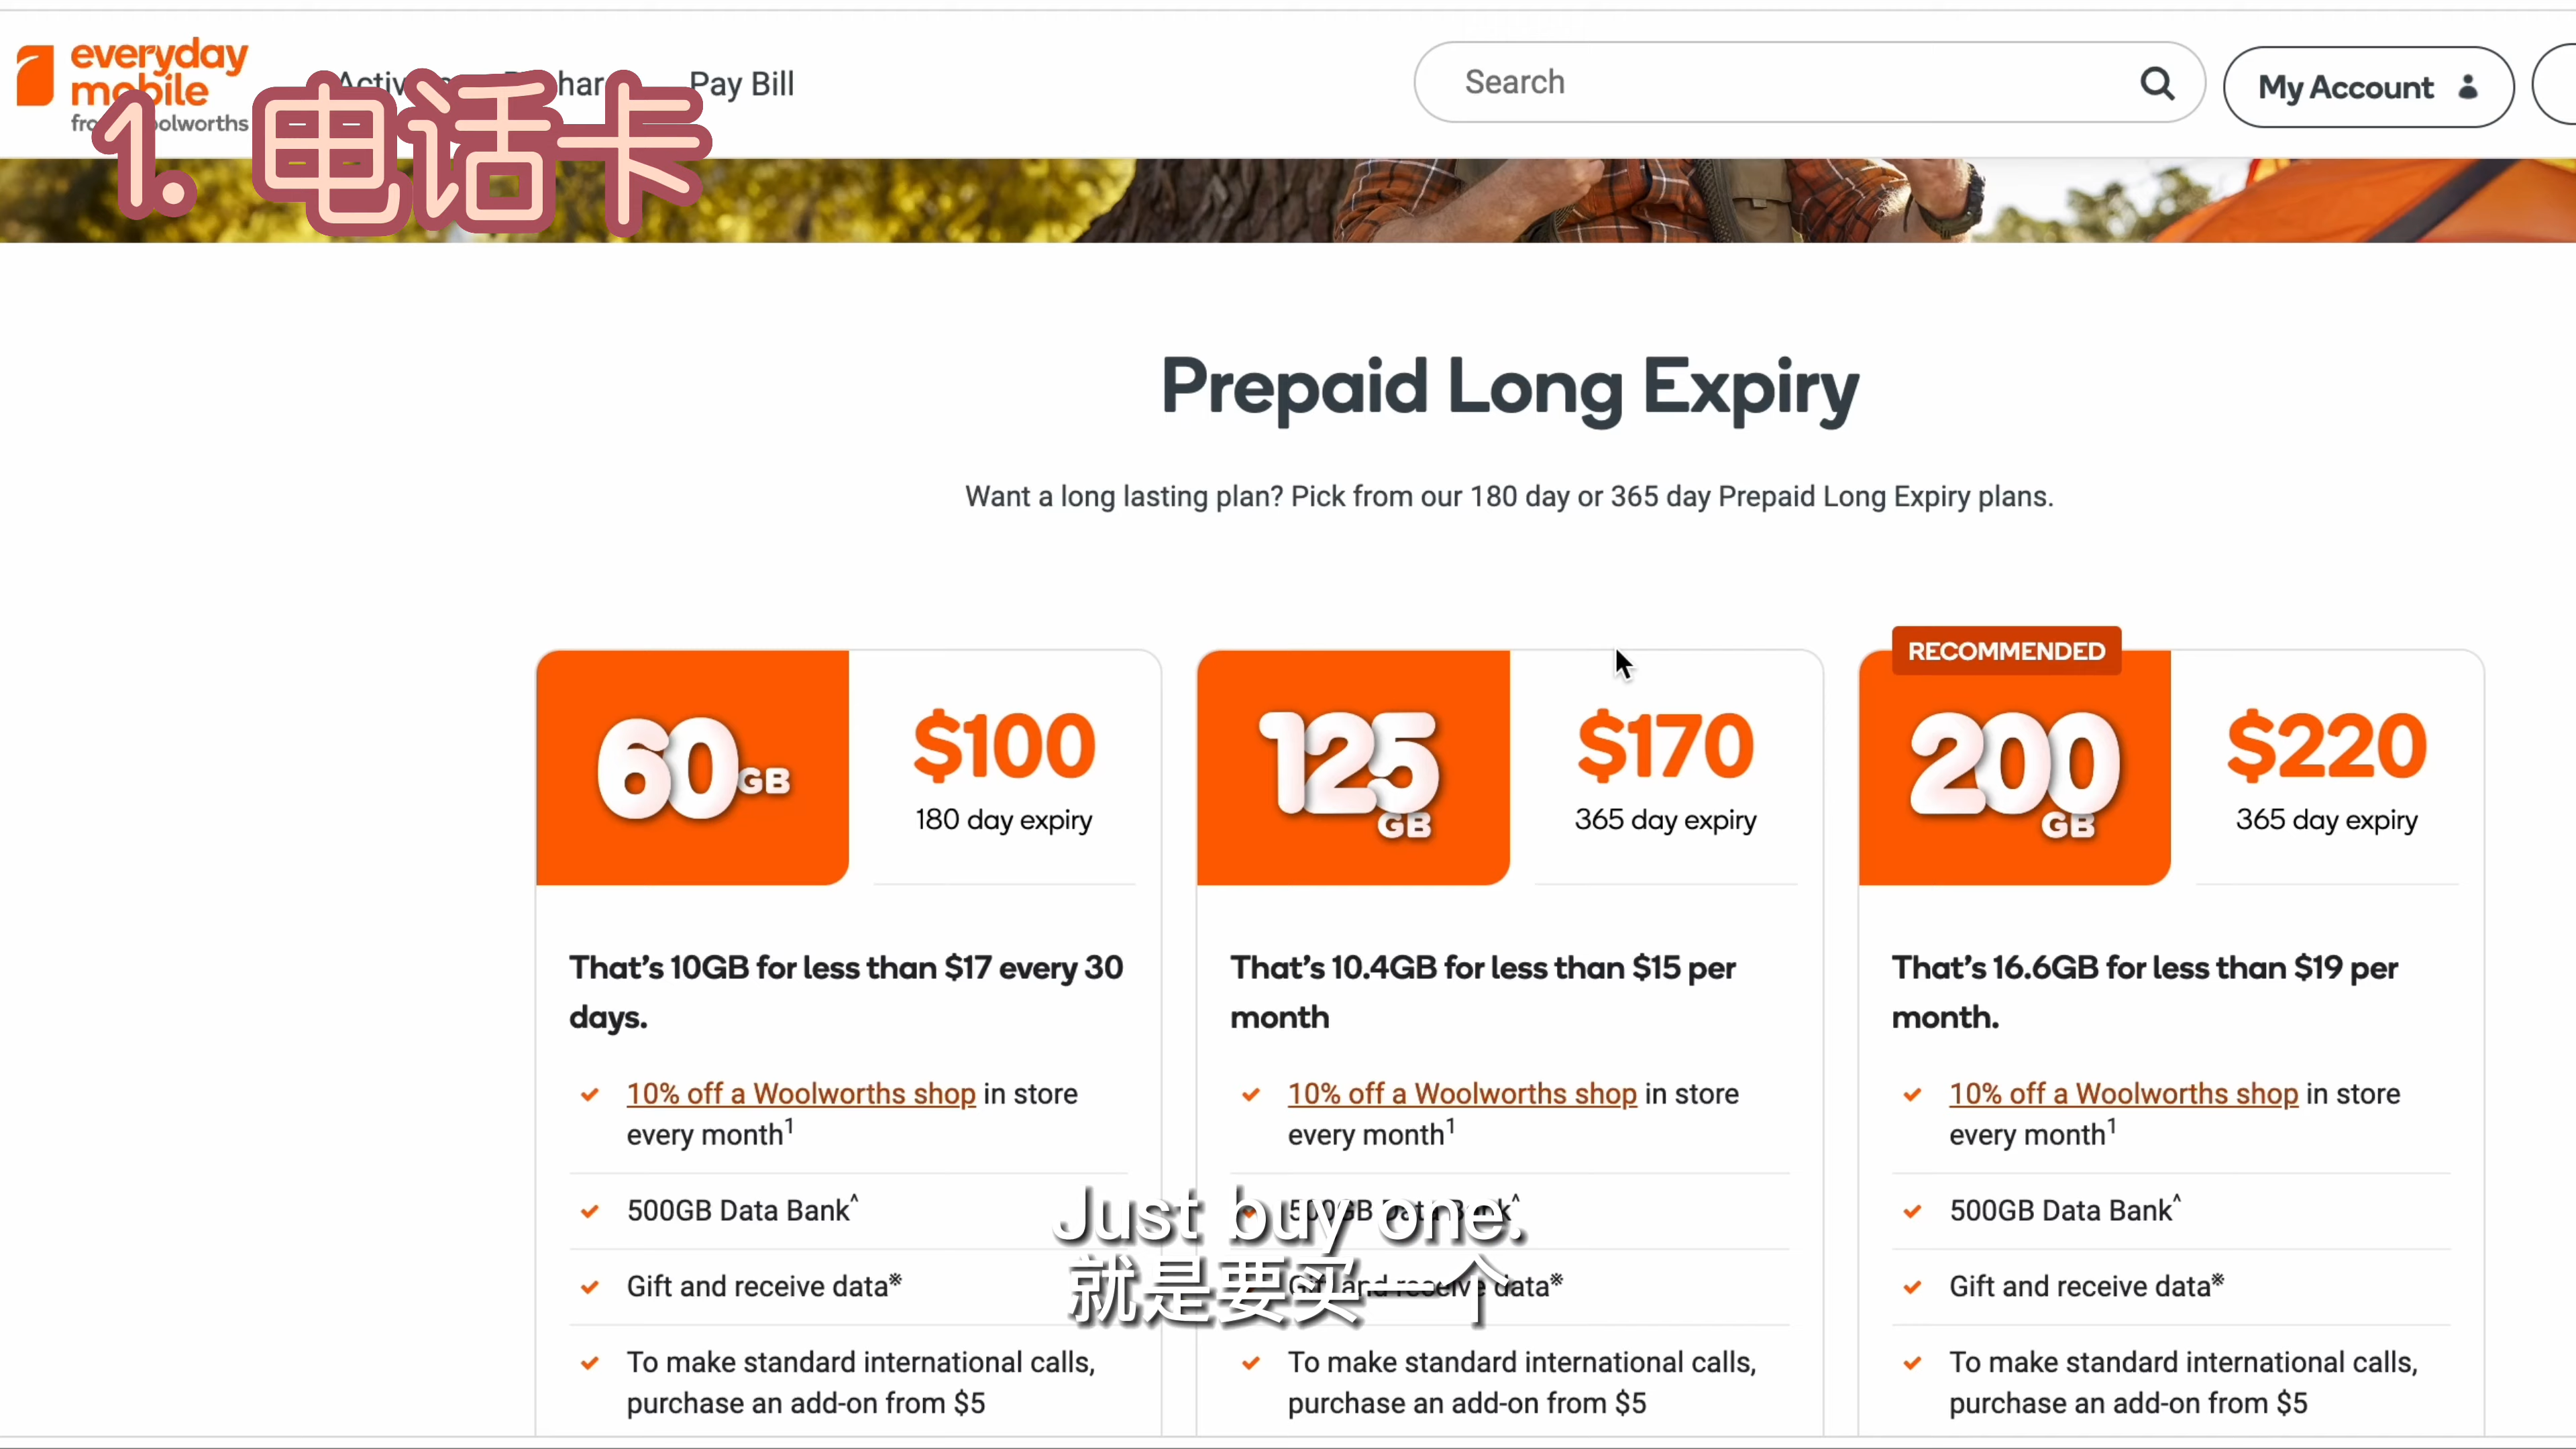 everyday
mobile
Pay Bill
Search
My Account
1. 电话卡
Prepaid Long Expiry
Want a long lasting plan? Pick from our 180 day or 365 day Prepaid Long Expiry plans.
60GB
$100
180 day expiry
That's 10GB for less than $17 every 30
days.
10% off a Woolworths shop in store
every month¹
500GB Data Bank^
Gift and receive data※
To make standard international calls,
purchase an add-on from $5
125
GB
$170
365 day expiry
That's 10.4GB for less than $15 per
month
10% off a Woolworths shop in store
every month¹
500GB Data Bank^
Gift and receive data※
To make standard international calls,
purchase an add-on from $5
RECOMMENDED
200
GB
$220
365 day expiry
That's 16.6GB for less than $19 per
month.
10% off a Woolworths shop in store
every month¹
500GB Data Bank^
Gift and receive data※
To make standard international calls,
purchase an add-on from $5
Just buy one.
就是要买一个